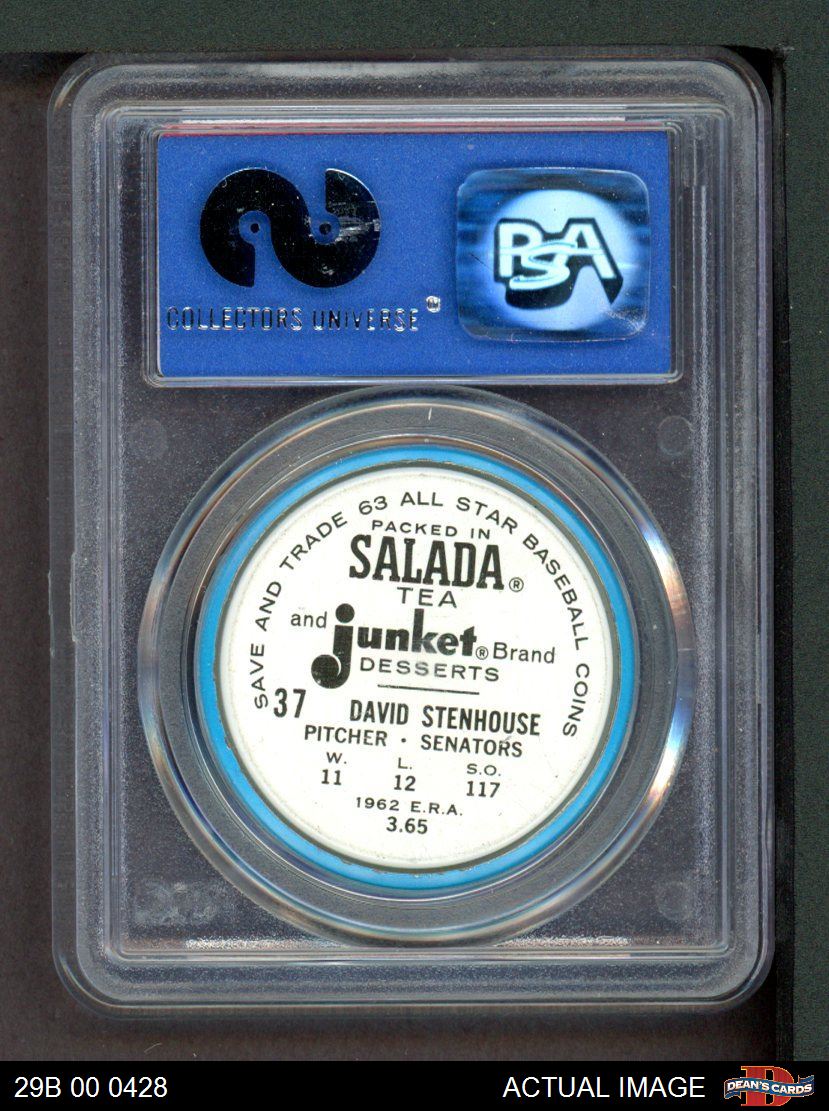 COLLECTORS UNIVERSE™
PSA
SAVE AND TRADE 63 ALL STAR BASEBALL COINS
PACKED IN
SALADA®
TEA
and junket® Brand
DESSERTS
37 DAVID STENHOUSE
PITCHER · SENATORS
W. L. S.O.
11 12 117
1962 E.R.A.
3.65
29B 00 0428
ACTUAL IMAGE
DEAN'S CARDS